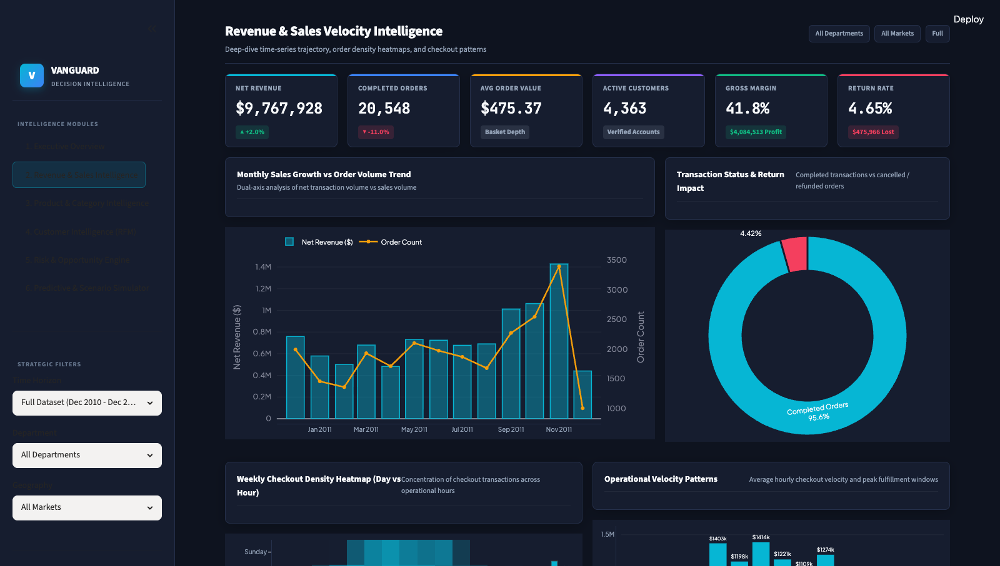 Deploy
VANGUARD
DECISION INTELLIGENCE
INTELLIGENCE MODULES
1. Executive Overview
2. Revenue & Sales Intelligence
3. Product & Category Intelligence
4. Customer Intelligence (RFM)
5. Risk & Opportunity Engine
6. Predictive & Scenario Simulator
STRATEGIC FILTERS
Time Horizon
Full Dataset (Dec 2010 - Dec 2...
Department
All Departments
Geography
All Markets
Revenue & Sales Velocity Intelligence
Deep-dive time-series trajectory, order density heatmaps, and checkout patterns
All Departments
All Markets
Full
NET REVENUE
$9,767,928
▲ +2.0%
COMPLETED ORDERS
20,548
▼ -11.0%
AVG ORDER VALUE
$475.37
Basket Depth
ACTIVE CUSTOMERS
4,363
Verified Accounts
GROSS MARGIN
41.8%
$4,084,513 Profit
RETURN RATE
4.65%
$475,966 Lost
Monthly Sales Growth vs Order Volume Trend
Dual-axis analysis of net transaction volume vs sales volume
Net Revenue ($)
Order Count
Net Revenue ($)
1.4M
1.2M
1M
0.8M
0.6M
0.4M
0.2M
0
3500
3000
2500
2000
1500
1000
Order Count
Jan 2011
Mar 2011
May 2011
Jul 2011
Sep 2011
Nov 2011
Transaction Status & Return
Impact
Completed transactions vs cancelled /
refunded orders
4.42%
Completed Orders
95.6%
Weekly Checkout Density Heatmap (Day vs
Hour)
Concentration of checkout transactions across
operational hours
Sunday
Operational Velocity Patterns
Average hourly checkout velocity and peak fulfillment windows
1.5M
$1403k
$1198k
$1414k
$1221k
$1109k
$1274k